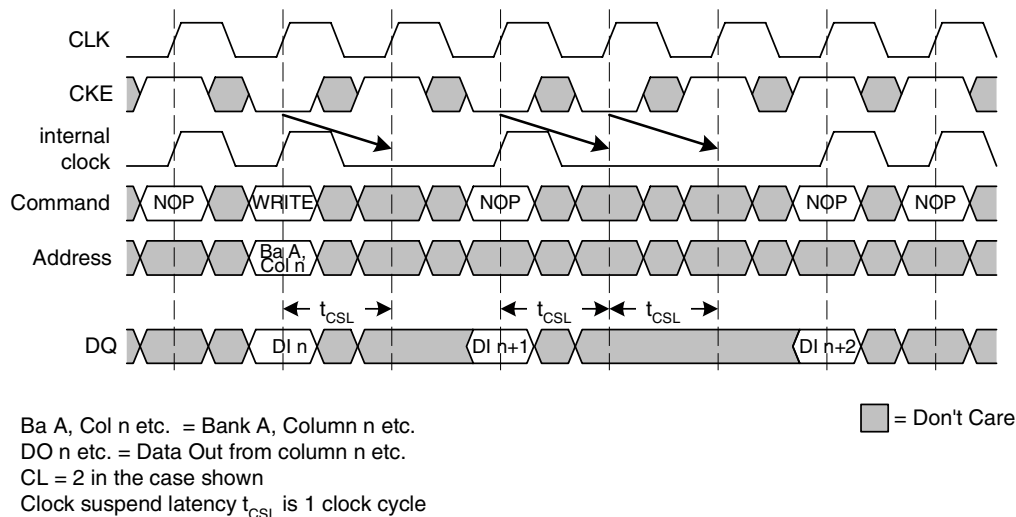 CLK
CKE
internal
clock
Command NOP WRITE NOP NOP NOP
Address Ba A,
Col n
tCSL tCSL tCSL
DQ DI n DI n+1 DI n+2
Ba A, Col n etc. = Bank A, Column n etc.
= Don't Care
DO n etc. = Data Out from column n etc.
CL = 2 in the case shown
Clock suspend latency tCSL is 1 clock cycle